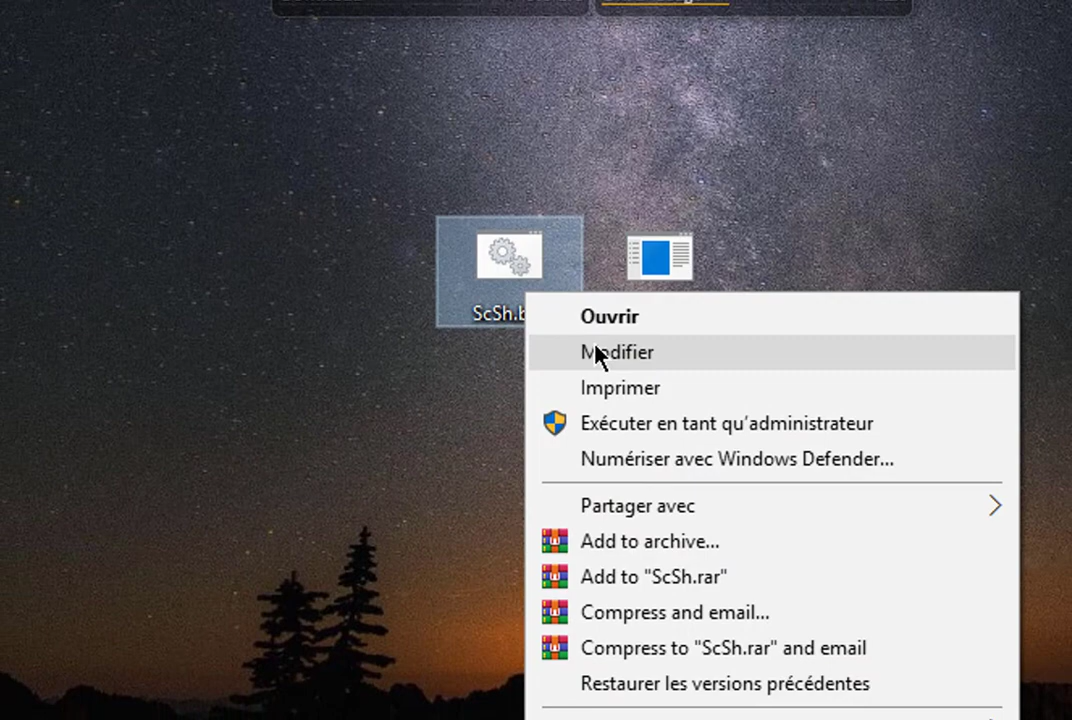 ScSh.b
Ouvrir
Modifier
Imprimer
Exécuter en tant qu'administrateur
Numériser avec Windows Defender...
Partager avec
Add to archive...
Add to "ScSh.rar"
Compress and email...
Compress to "ScSh.rar" and email
Restaurer les versions précédentes